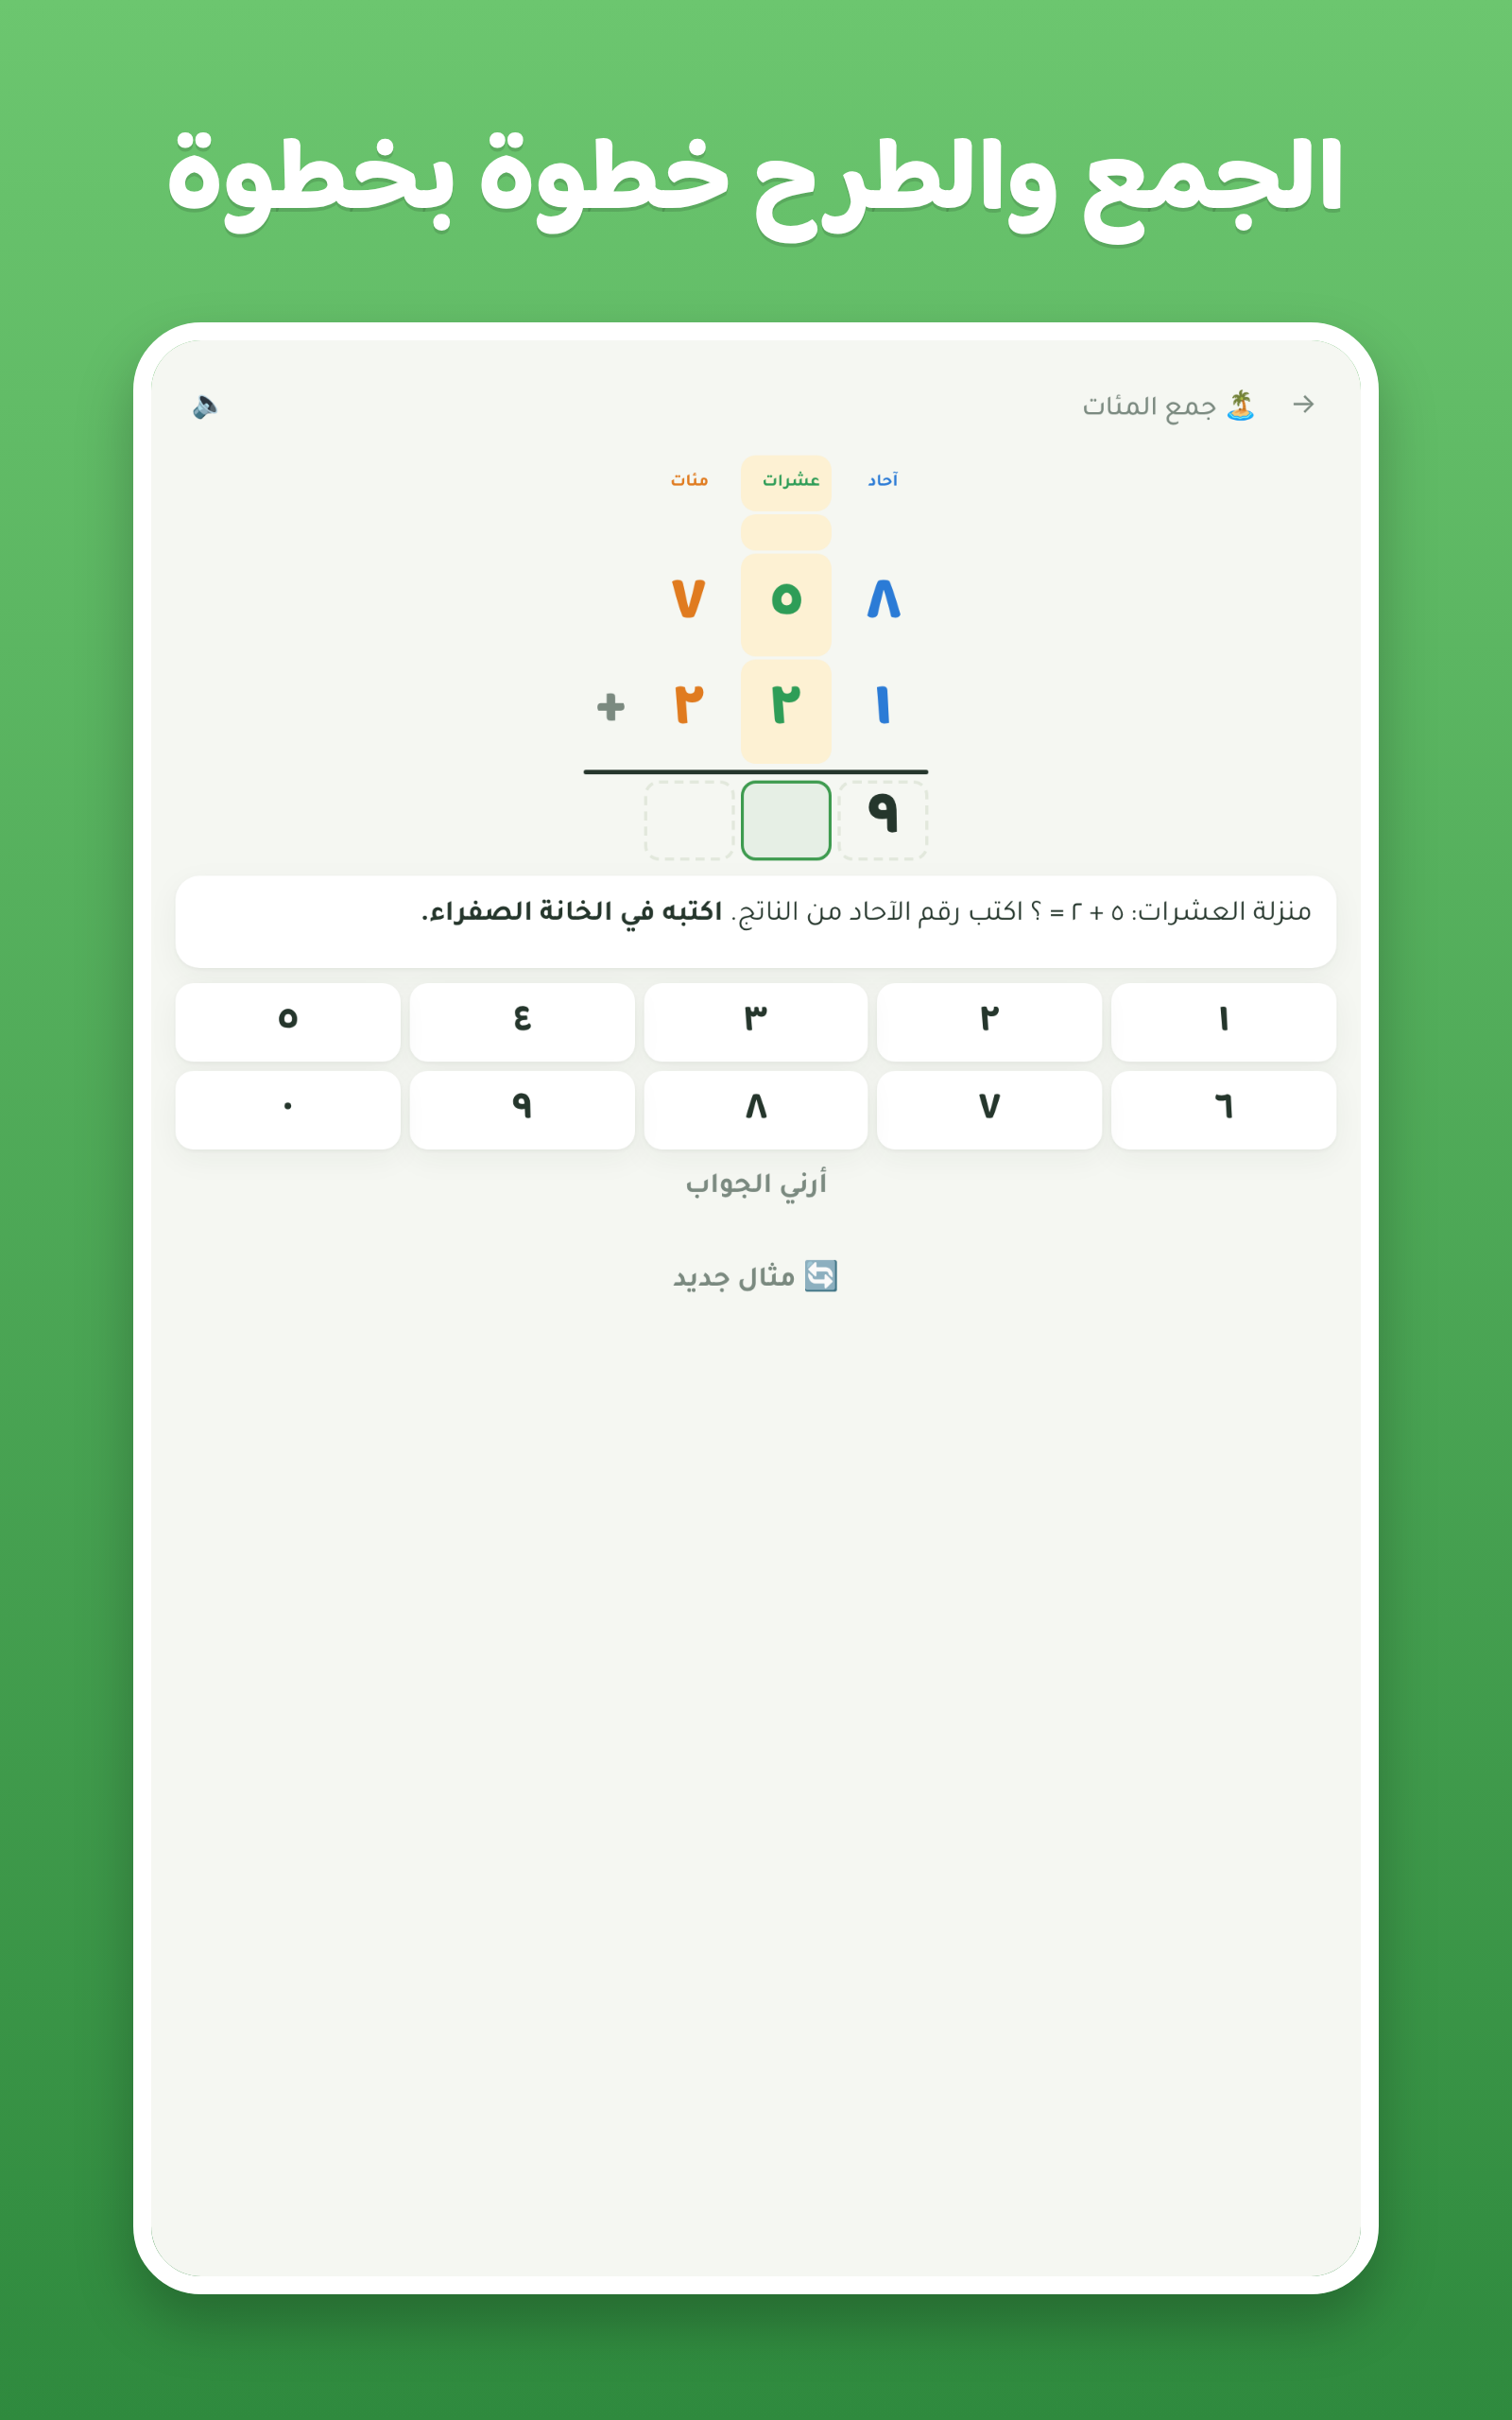 الجمع والطرح خطوة بخطوة
→ 🏝️ جمع المئات 🔈
آحاد عشرات مئات
٧ ٥ ٨
+ ٢ ٢ ١
٩
منزلة العشرات: ٥ + ٢ = ؟ اكتب رقم الآحاد من الناتج. اكتبه في الخانة الصفراء.
١ ٢ ٣ ٤ ٥
٦ ٧ ٨ ٩ ٠
أرني الجواب
🔄 مثال جديد